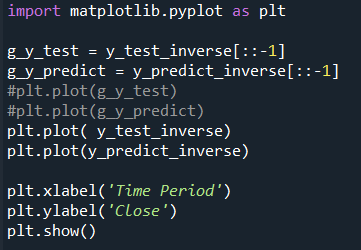 import matplotlib.pyplot as plt
g_y_test = y_test_inverse[::-1]
g_y_predict = y_predict_inverse[::-1]
#plt.plot(g_y_test)
#plt.plot(g_y_predict)
plt.plot( y_test_inverse)
plt.plot(y_predict_inverse)
plt.xlabel('Time Period')
plt.ylabel('Close')
plt.show()